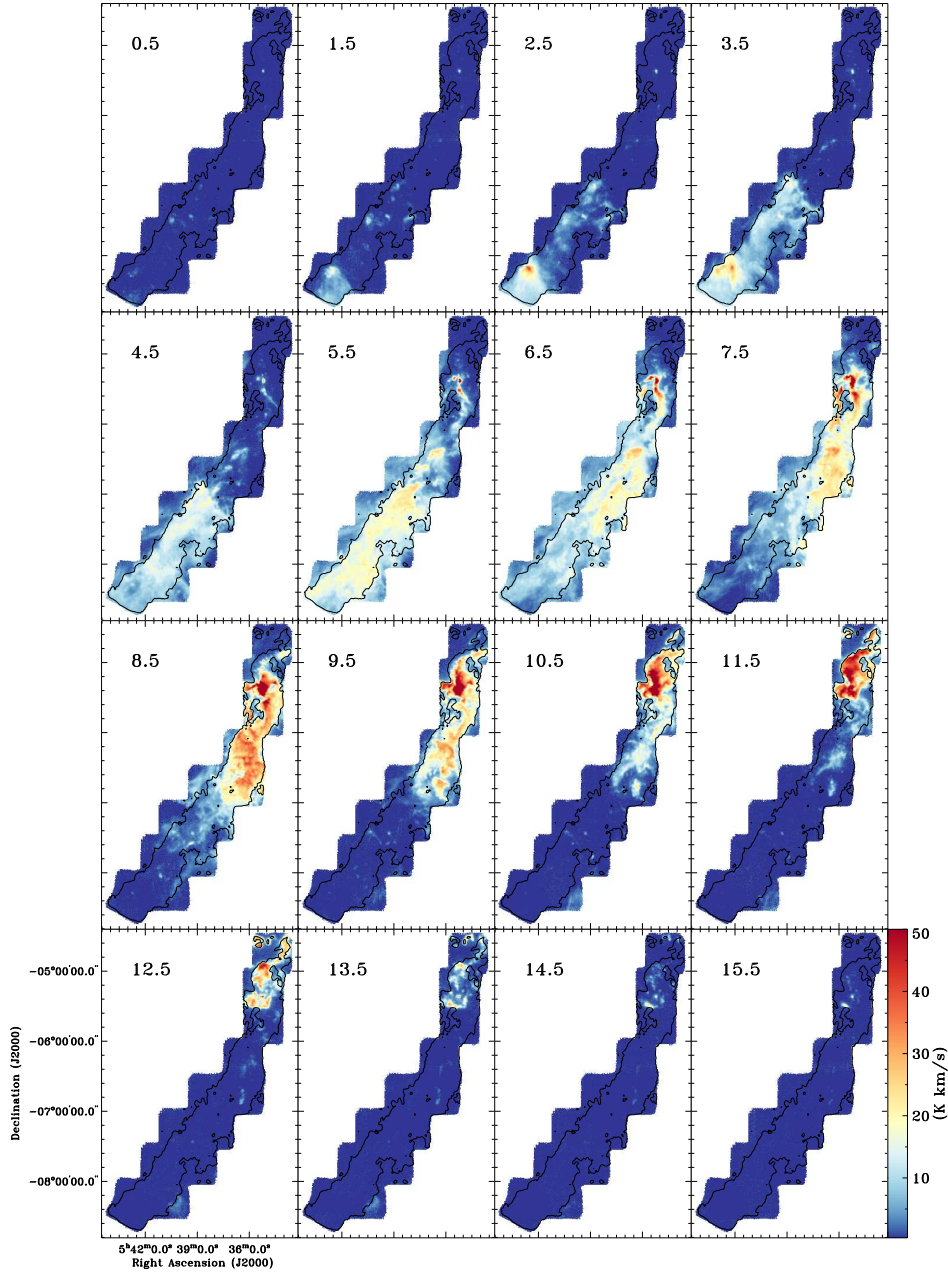 0.5 1.5 2.5 3.5
4.5 5.5 6.5 7.5
8.5 9.5 10.5 11.5
12.5 13.5 14.5 15.5
50
40
30
20
10
(K km/s)
−05°00′00.0″
−06°00′00.0″
−07°00′00.0″
−08°00′00.0″
Declination (J2000)
5ʰ42ᵐ0.0ˢ 39ᵐ0.0ˢ 36ᵐ0.0ˢ
Right Ascension (J2000)